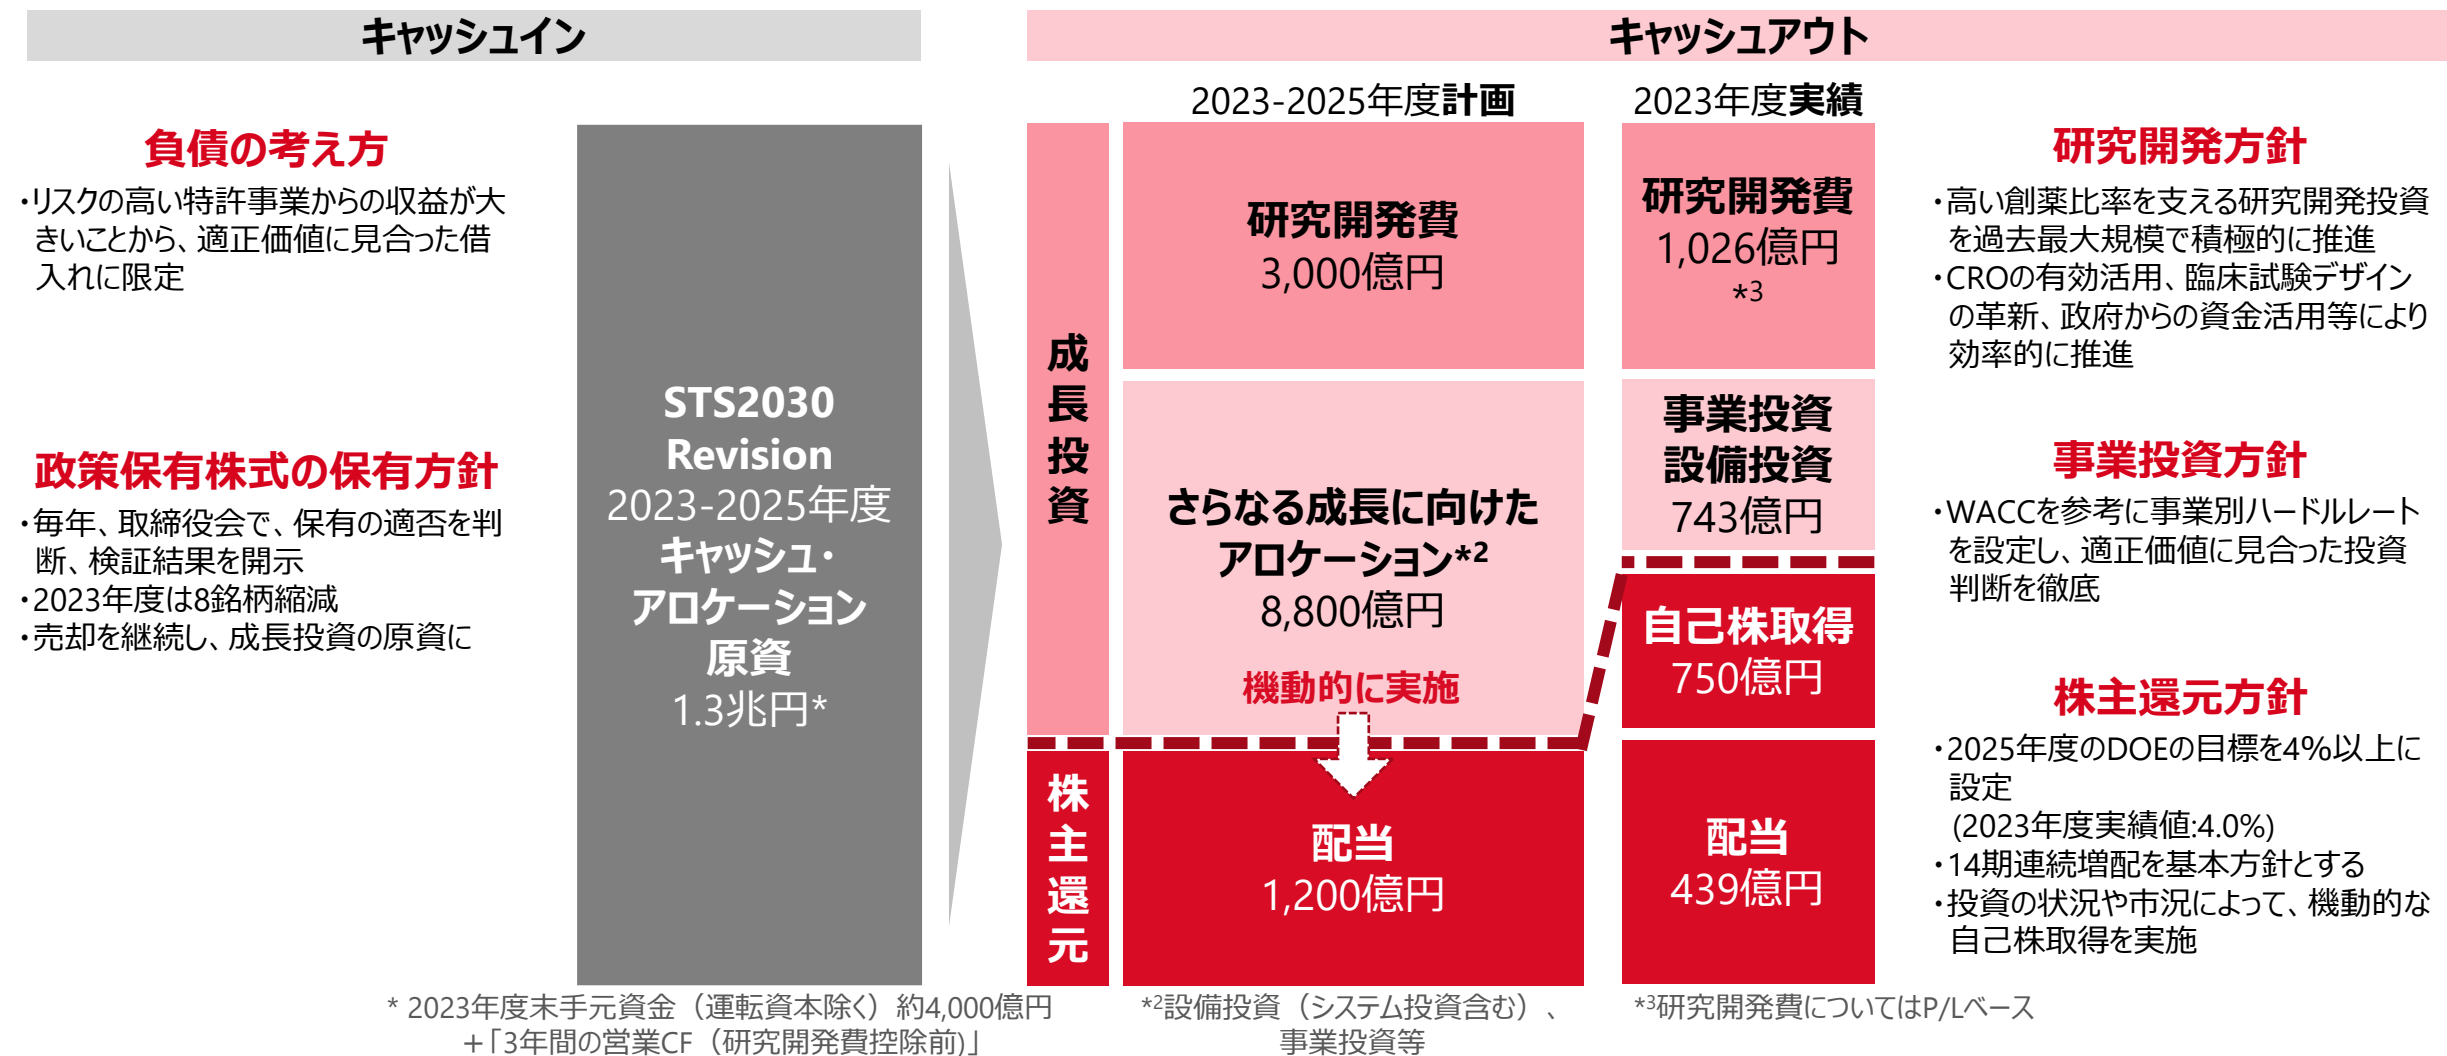 キャッシュイン
負債の考え方
・リスクの高い特許事業からの収益が大
きいことから、適正価値に見合った借
入れに限定
政策保有株式の保有方針
・毎年、取締役会で、保有の適否を判
断、検証結果を開示
・2023年度は8銘柄縮減
・売却を継続し、成長投資の原資に
STS2030
Revision
2023-2025年度
キャッシュ・
アロケーション
原資
1.3兆円*
* 2023年度末手元資金（運転資本除く）約4,000億円
＋「3年間の営業CF（研究開発費控除前)」
キャッシュアウト
2023-2025年度計画
2023年度実績
成長投資
研究開発費
3,000億円
さらなる成長に向けた
アロケーション*2
8,800億円
機動的に実施
株主還元
配当
1,200億円
*2設備投資（システム投資含む）、
事業投資等
研究開発費
1,026億円
*3
事業投資
設備投資
743億円
自己株取得
750億円
配当
439億円
*3研究開発費についてはP/Lベース
研究開発方針
・高い創薬比率を支える研究開発投資
を過去最大規模で積極的に推進
・CROの有効活用、臨床試験デザイン
の革新、政府からの資金活用等により
効率的に推進
事業投資方針
・WACCを参考に事業別ハードルレート
を設定し、適正価値に見合った投資
判断を徹底
株主還元方針
・2025年度のDOEの目標を4%以上に
設定
(2023年度実績値:4.0%)
・14期連続増配を基本方針とする
・投資の状況や市況によって、機動的な
自己株取得を実施